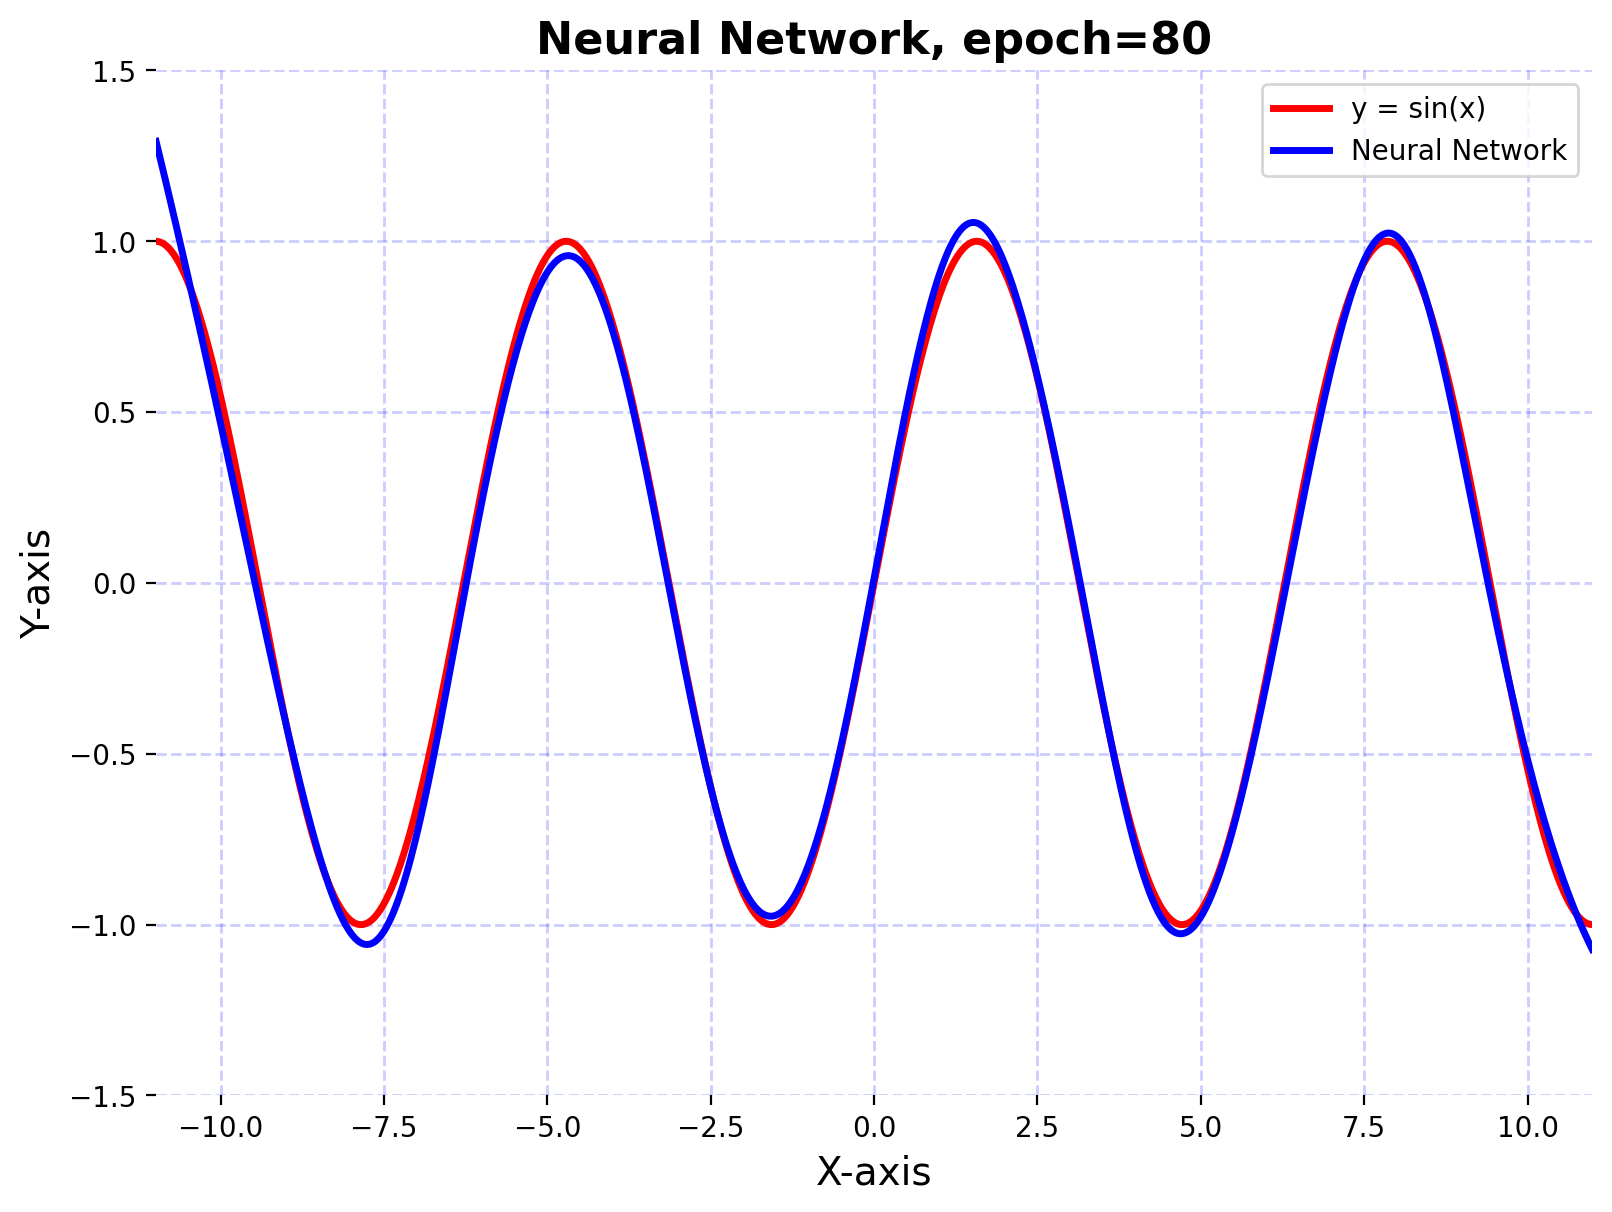 Neural Network, epoch=80
y = sin(x)
Neural Network
Y-axis
1.5
1.0
0.5
0.0
−0.5
−1.0
−1.5
−10.0 −7.5 −5.0 −2.5 0.0 2.5 5.0 7.5 10.0
X-axis